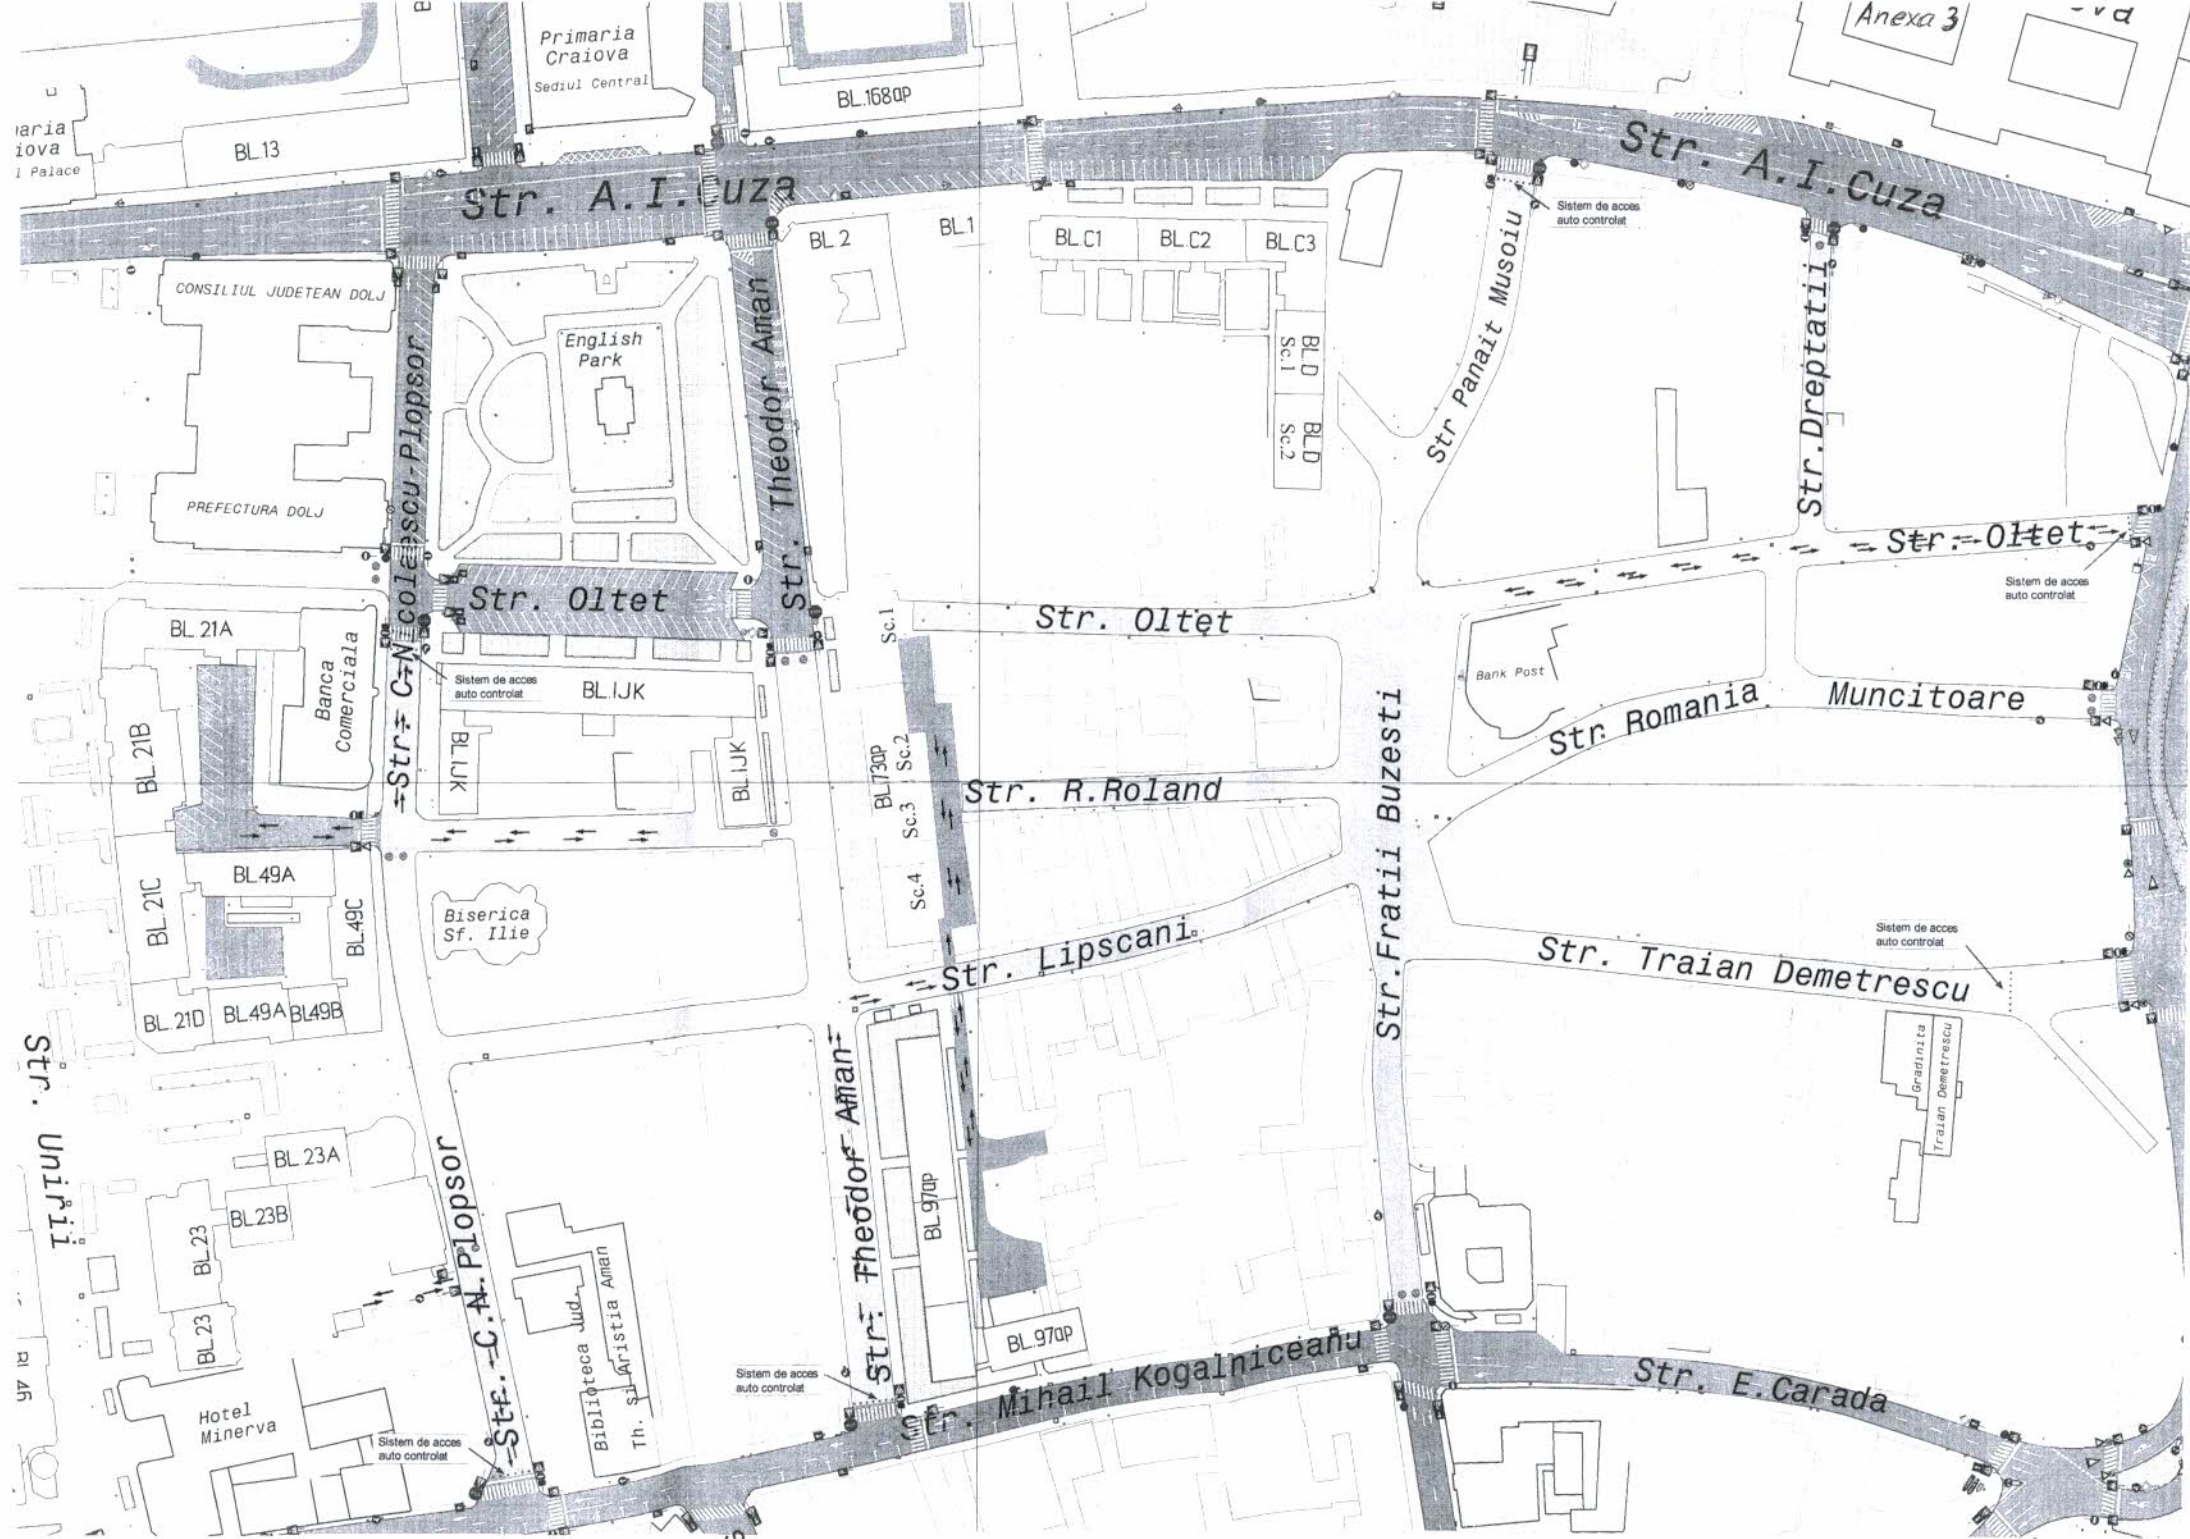 Primaria
Craiova
Sediul Central
Anexa 3
BL.168ap
BL.13
aria
iova
l Palace
Str. A.I.Cuza
Str. A.I.Cuza
Sistem de acces
auto controlat
BL.2
BL.1
BL.C1
BL.C2
BL.C3
CONSILIUL JUDETEAN DOLJ
English
Park
BL.D
Sc.1
BL.D
Sc.2
Str Panait Musoiu
Str.Dreptatii
PREFECTURA DOLJ
Str. C.Nicolaescu-Plopsor
Str. Theodor Aman
Str. Oltet
Sistem de acces
auto controlat
Str. Oltet
Str. Oltet
Sc.1
BL.21A
Banca
Comerciala
Sistem de acces
auto controlat
BL.IJK
BL.IJK
BL.IJK
Bank Post
Str. Romania Muncitoare
BL.21B
BL.73ap
Sc.2
Sc.3
Sc.4
Str. R.Roland
Str.Fratii Buzesti
BL.49A
BL.21C
BL.49C
Biserica
Sf. Ilie
Str. Lipscani
Sistem de acces
auto controlat
Str. Traian Demetrescu
BL.21D
BL.49A
BL.49B
Str. Unirii
Gradinita
Traian Demetrescu
Str. Theodor Aman
BL.23A
BL.23B
BL.23
BL.23
BL.97ap
Str. C.N.Plopsor
Biblioteca Jud.
Th. si Aristia Aman
BL.97ap
Str. Mihail Kogalniceanu
Str. E.Carada
Sistem de acces
auto controlat
Hotel
Minerva
Sistem de acces
auto controlat